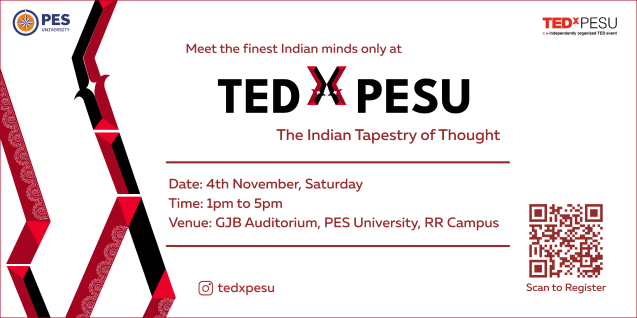 PES
UNIVERSITY
TEDxPESU
x = independently organized TED event
Meet the finest Indian minds only at
TED X PESU
The Indian Tapestry of Thought
Date: 4th November, Saturday
Time: 1pm to 5pm
Venue: GJB Auditorium, PES University, RR Campus
tedxpesu
Scan to Register